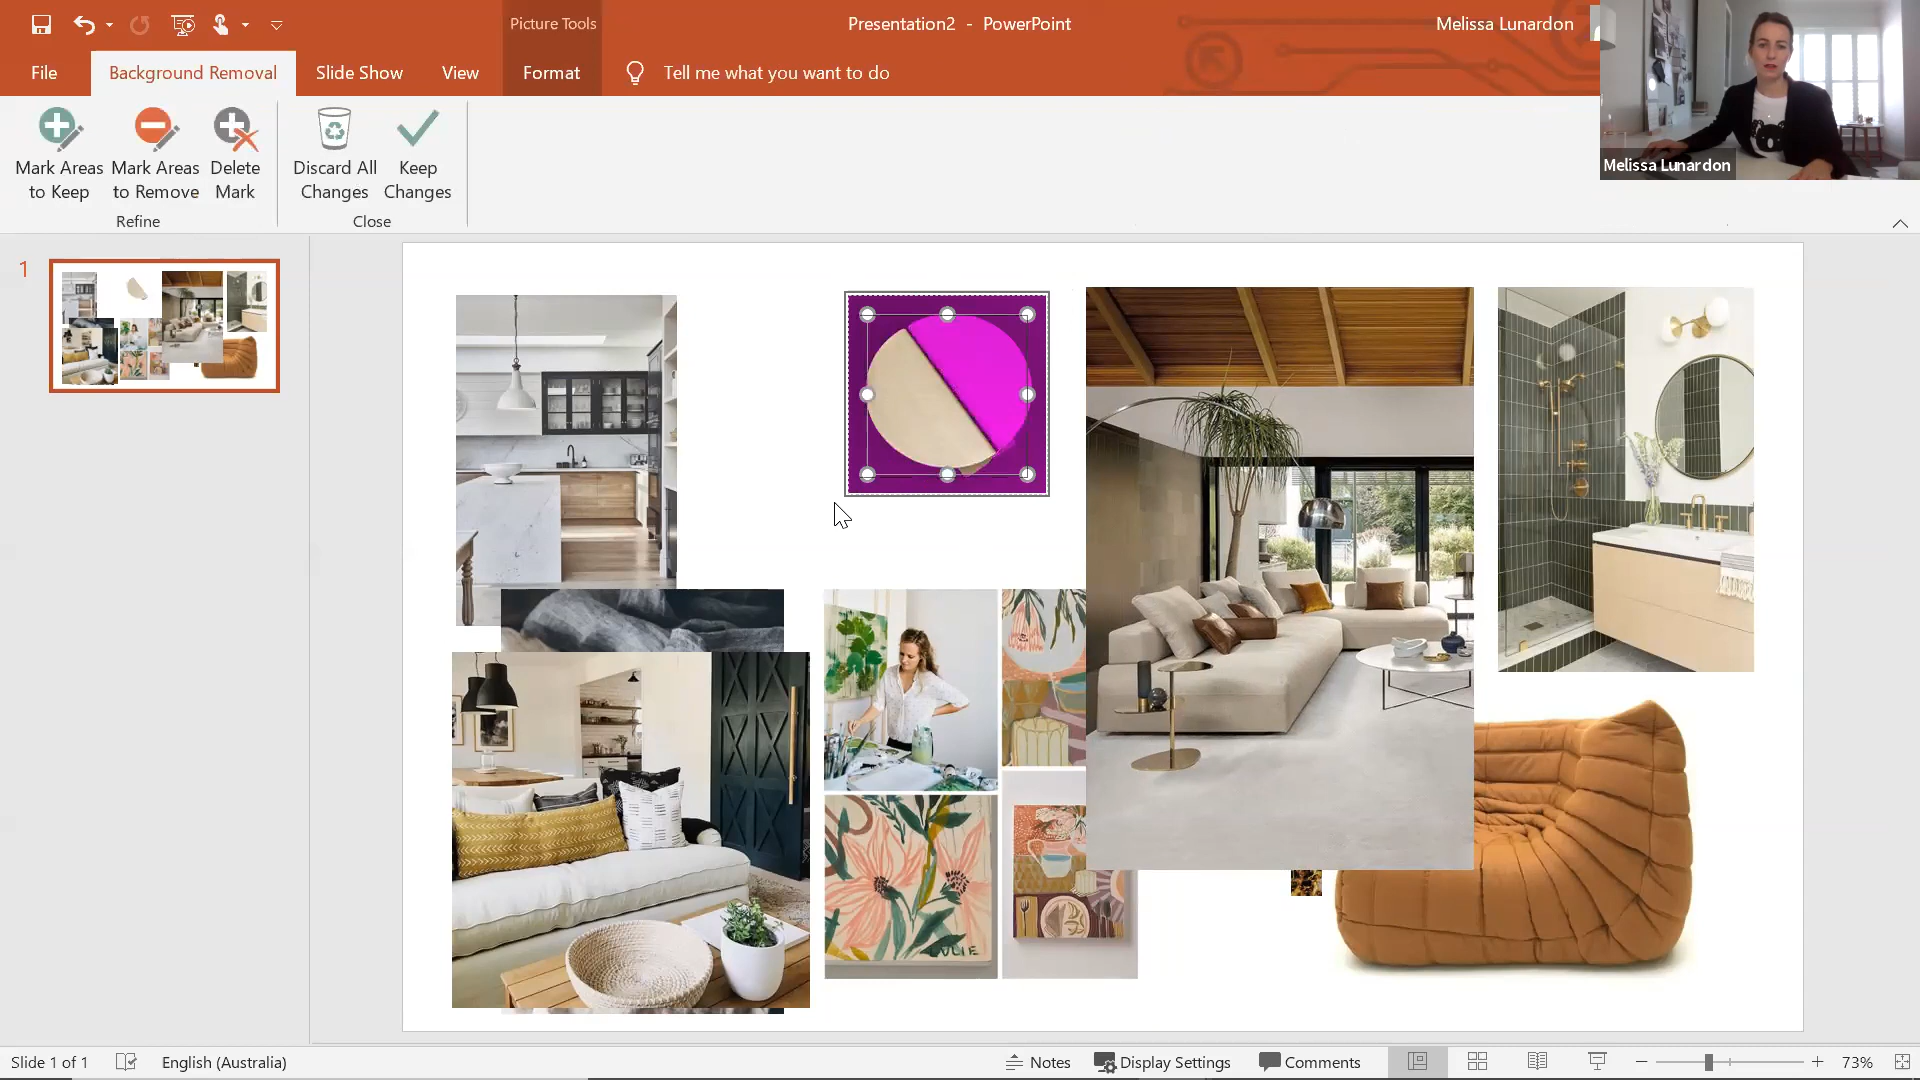 Picture Tools
Presentation2 - PowerPoint
Melissa Lunardon
File
Background Removal
Slide Show
View
Format
Tell me what you want to do
Mark Areas to Keep
Mark Areas to Remove
Delete Mark
Discard All Changes
Keep Changes
Refine
Close
Melissa Lunardon
1
Slide 1 of 1
English (Australia)
Notes
Display Settings
Comments
73%